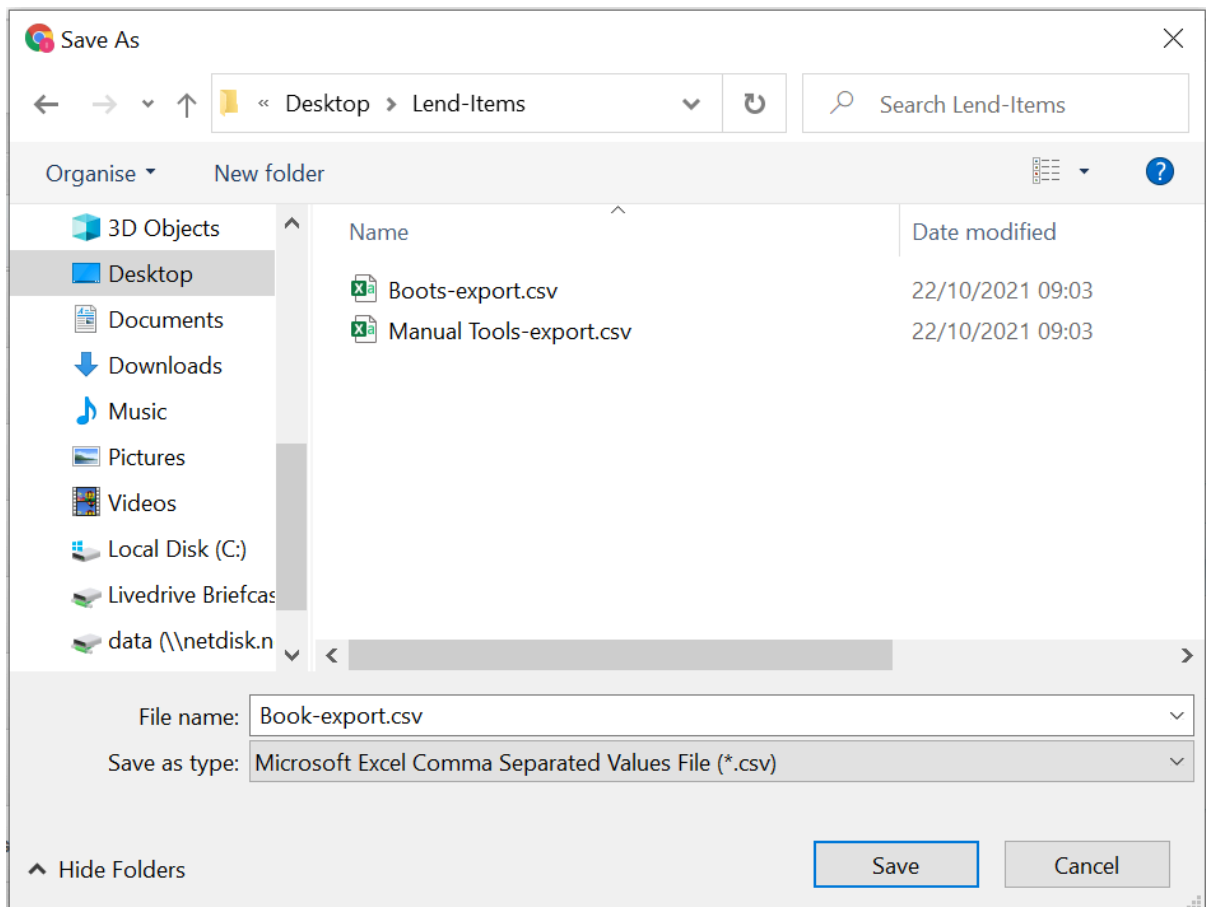 Save As
« Desktop > Lend-Items
Search Lend-Items
Organise
New folder
?
3D Objects
Desktop
Documents
Downloads
Music
Pictures
Videos
Local Disk (C:)
Livedrive Briefcas
data (\\netdisk.n
Name
Date modified
Boots-export.csv
22/10/2021 09:03
Manual Tools-export.csv
22/10/2021 09:03
File name: Book-export.csv
Save as type: Microsoft Excel Comma Separated Values File (*.csv)
Hide Folders
Save
Cancel